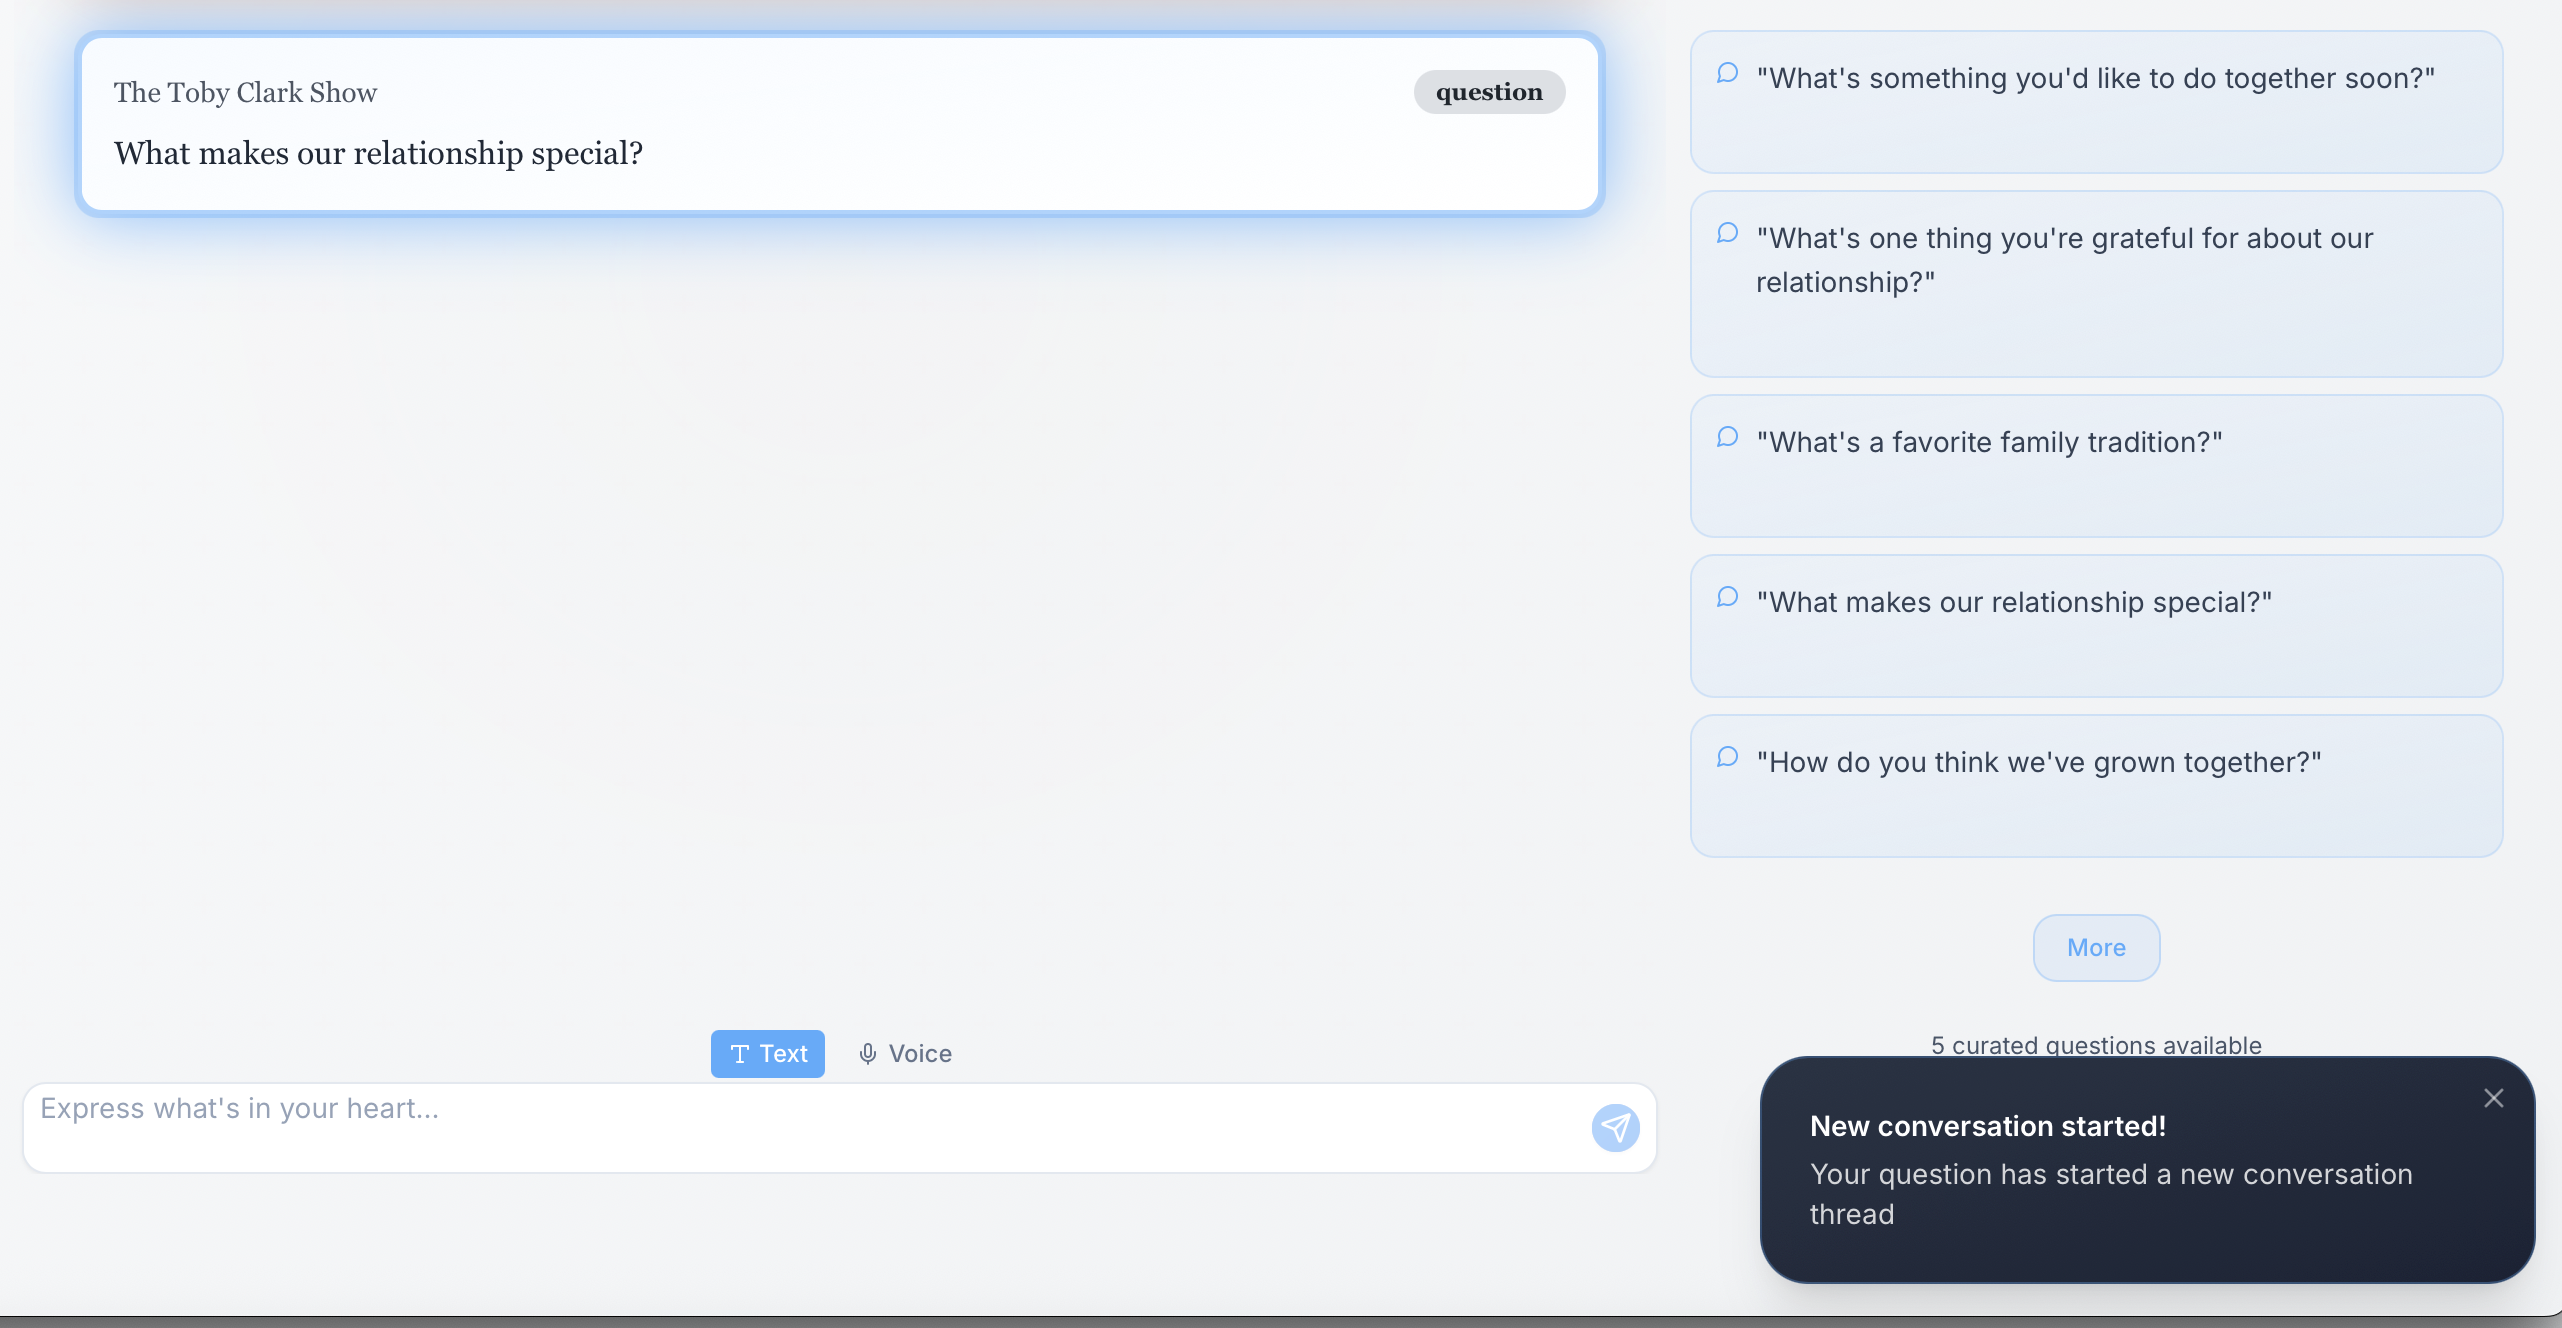 The Toby Clark Show
question
What makes our relationship special?
"What's something you'd like to do together soon?"
"What's one thing you're grateful for about our
relationship?"
"What's a favorite family tradition?"
"What makes our relationship special?"
"How do you think we've grown together?"
More
5 curated questions available
Text
Voice
Express what's in your heart...
New conversation started!
Your question has started a new conversation
thread